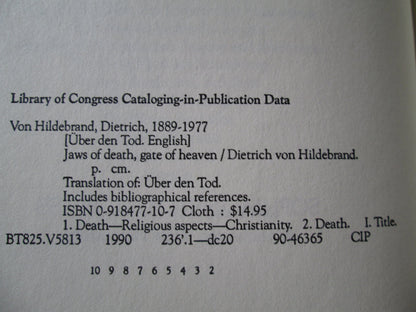 Library of Congress Cataloging-in-Publication Data
Von Hildebrand, Dietrich, 1889-1977
[Über den Tod. English]
Jaws of death, gate of heaven / Dietrich von Hildebrand.
p. cm.
Translation of: Über den Tod.
Includes bibliographical references.
ISBN 0-918477-10-7 Cloth : $14.95
1. Death—Religious aspects—Christianity. 2. Death. I. Title.
BT825.V5813 1990 236'.1—dc20 90-46365 CIP
10 9 8 7 6 5 4 3 2